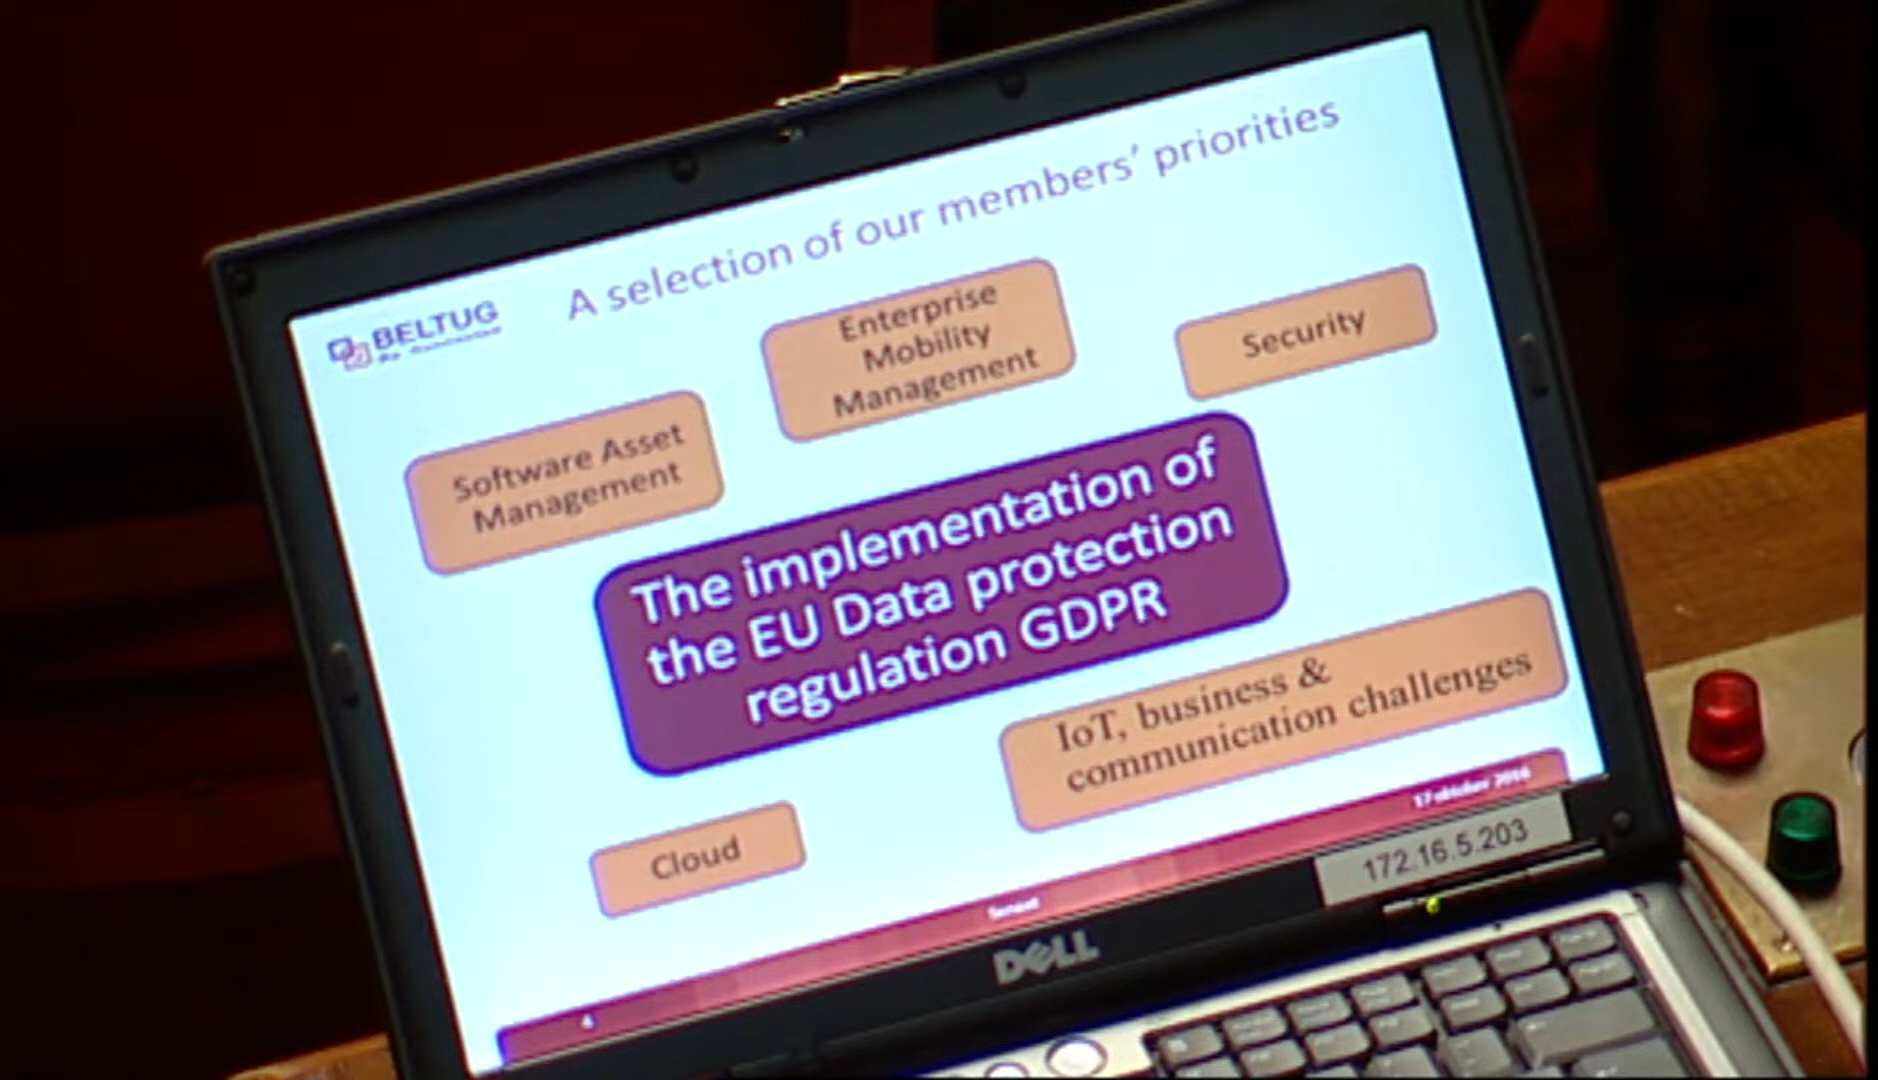 A selection of our members' priorities
BELTUG
Enterprise
Mobility
Management
Security
Software Asset
Management
The implementation of
the EU Data protection
regulation GDPR
IoT, business &
communication challenges
Cloud
17 oktober 2016
Senaat
4
172.16.5.203
DELL